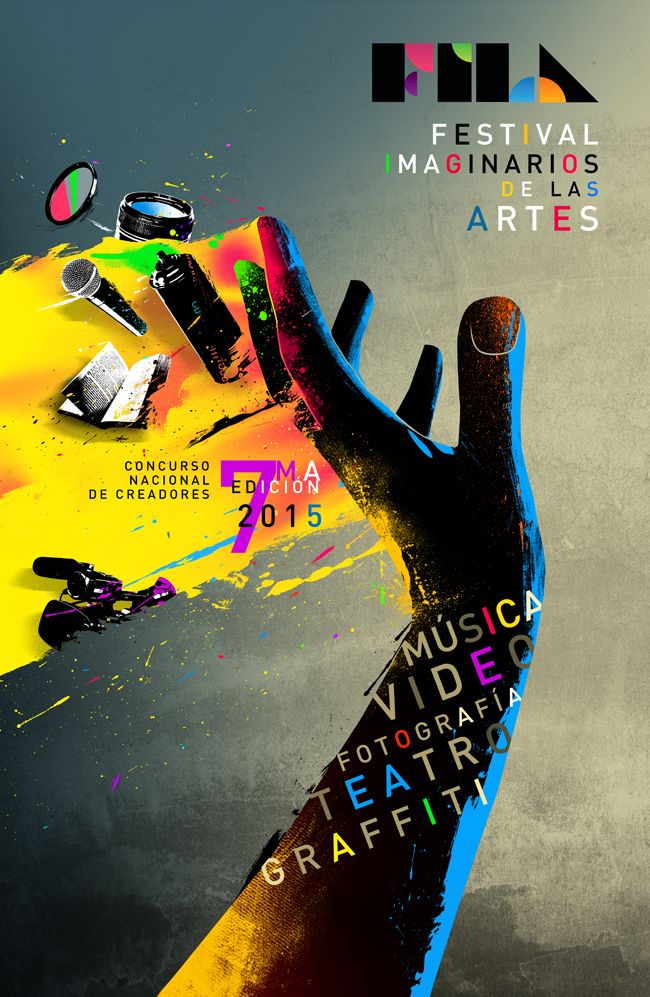 FILA
FESTIVAL
IMAGINARIOS
DE LAS
ARTES
CONCURSO
NACIONAL
DE CREADORES
7MA
EDICIÓN
2015
MÚSICA
VIDEO
FOTOGRAFÍA
TEATRO
GRAFFITI